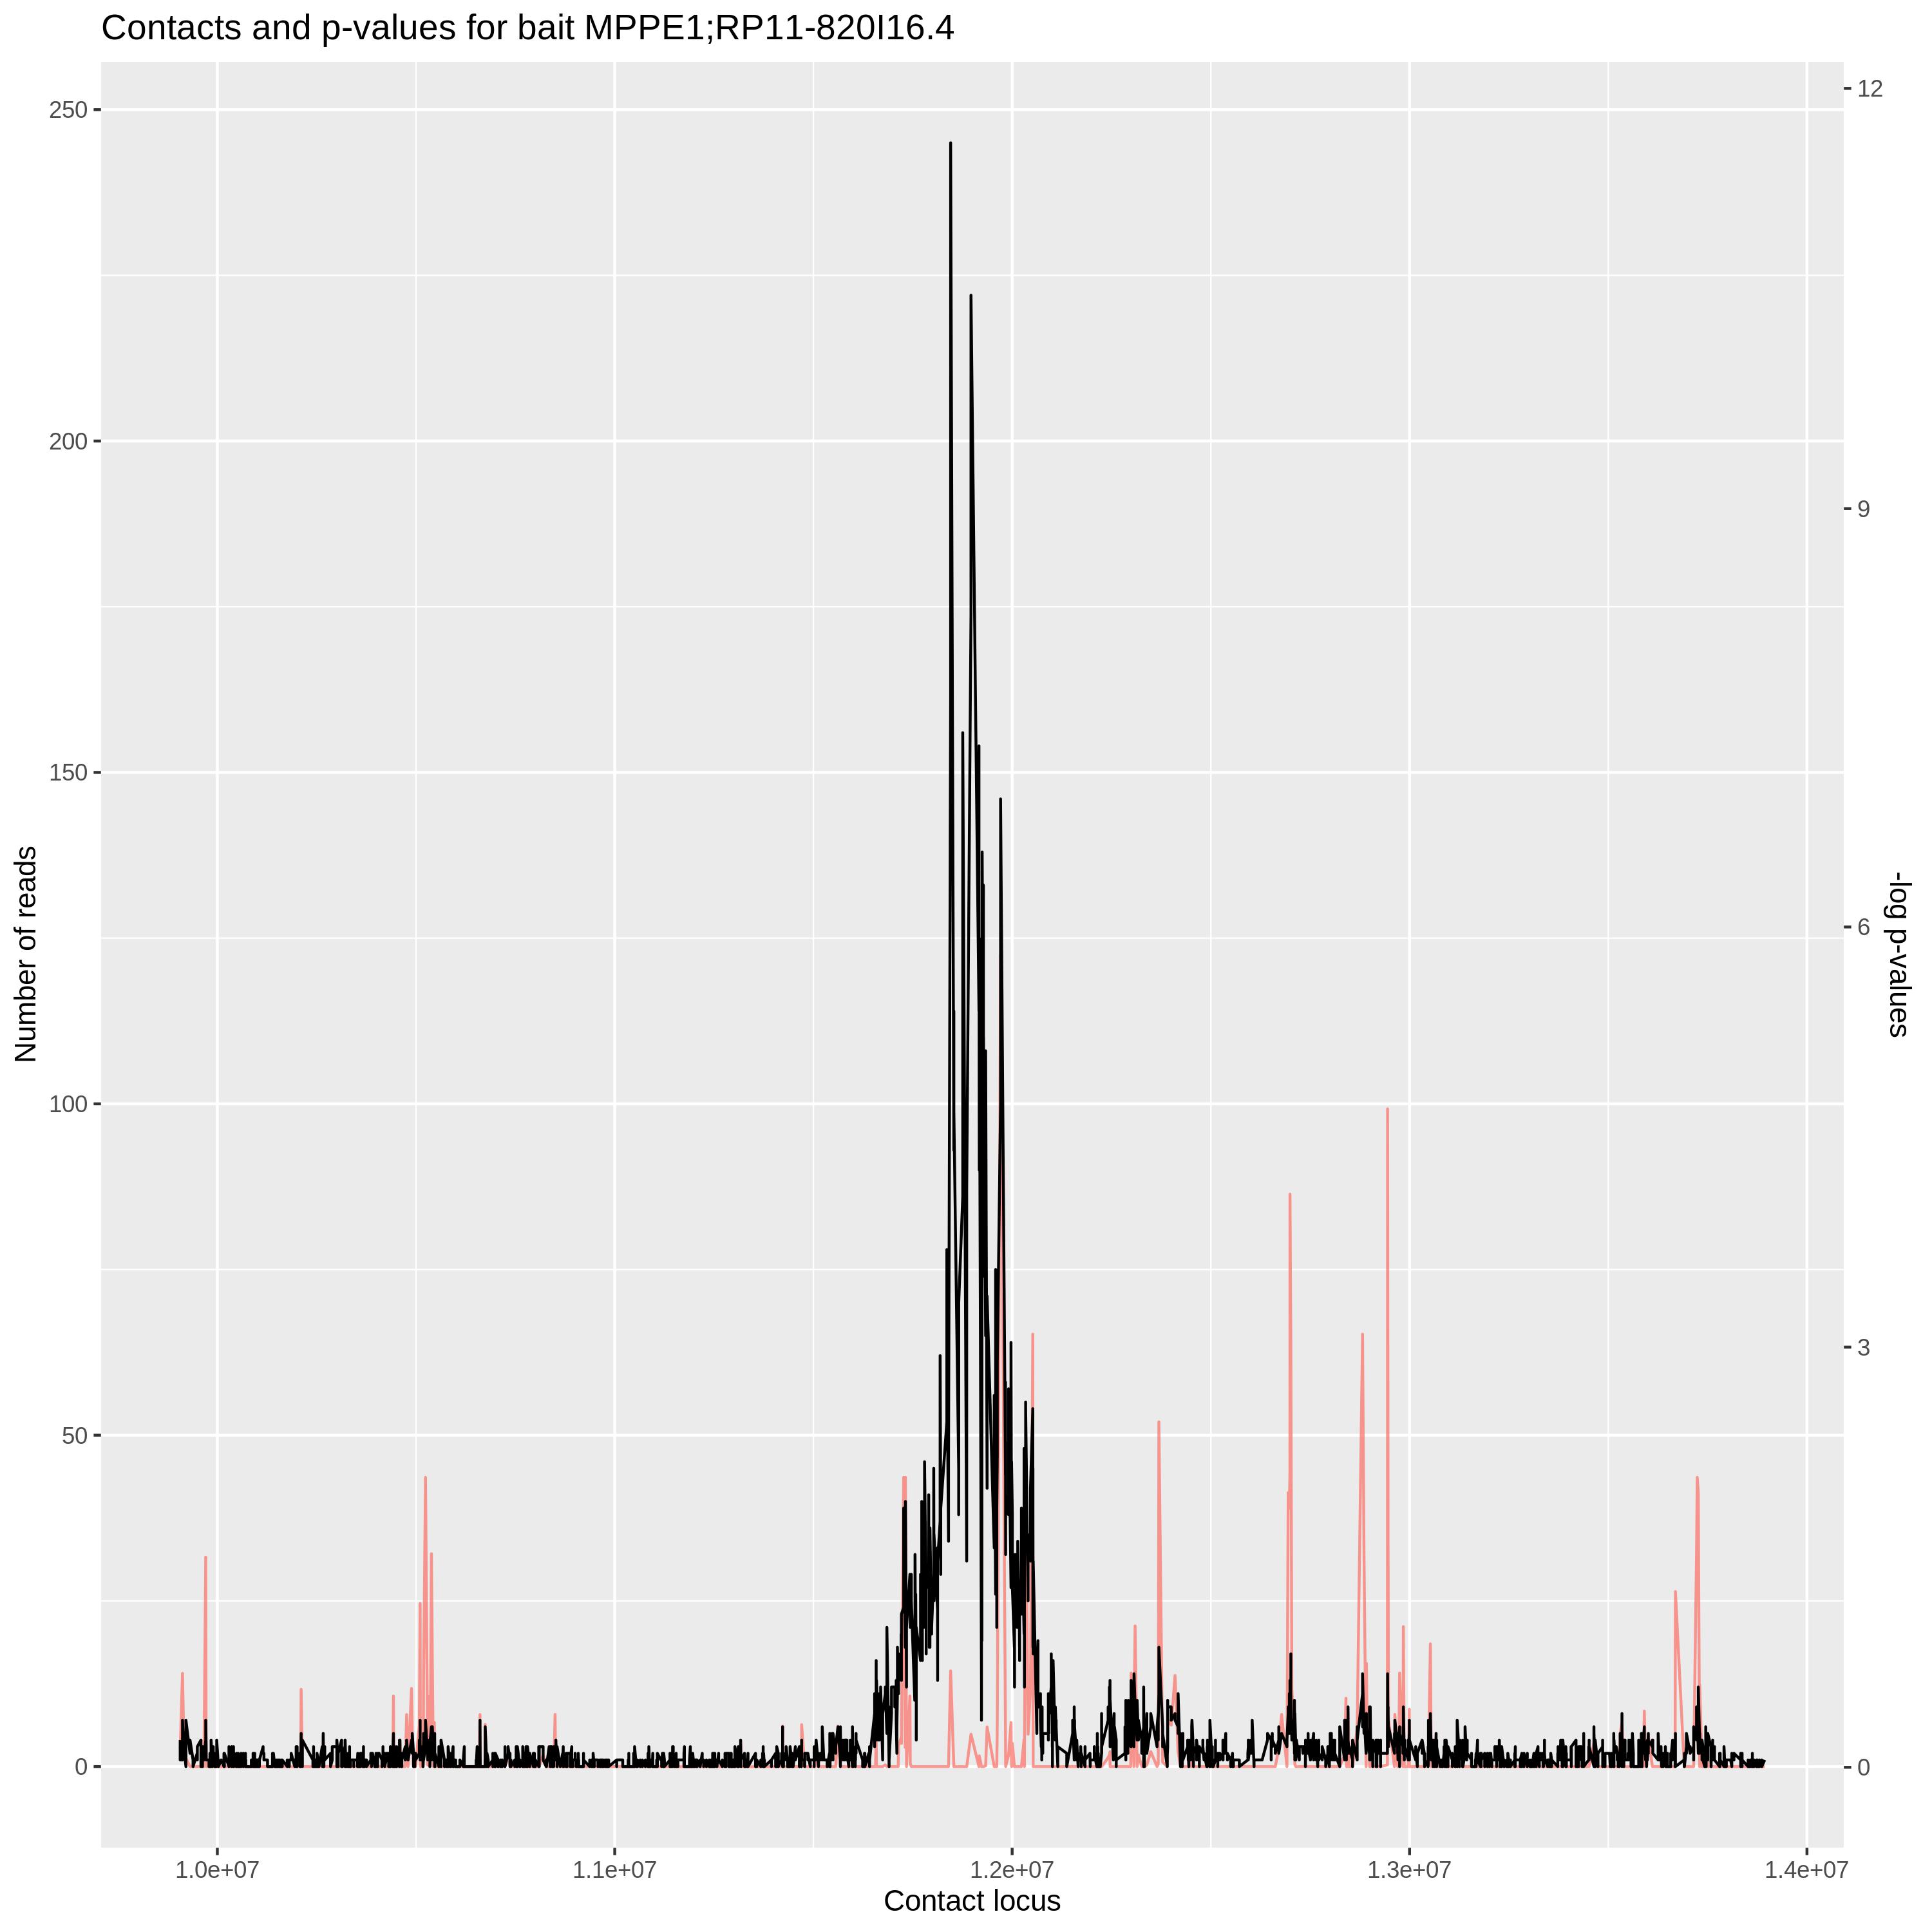 Contacts and p-values for bait MPPE1;RP11-820I16.4
250
200
150
100
50
0
Number of reads
12
9
6
3
0
-log p-values
1.0e+07
1.1e+07
1.2e+07
1.3e+07
1.4e+07
Contact locus